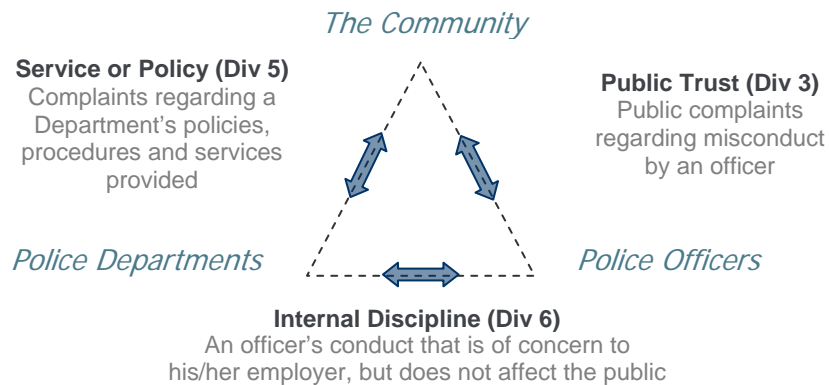 The Community
Service or Policy (Div 5)
Complaints regarding a
Department's policies,
procedures and services
provided
Public Trust (Div 3)
Public complaints
regarding misconduct
by an officer
Police Departments
Police Officers
Internal Discipline (Div 6)
An officer's conduct that is of concern to
his/her employer, but does not affect the public